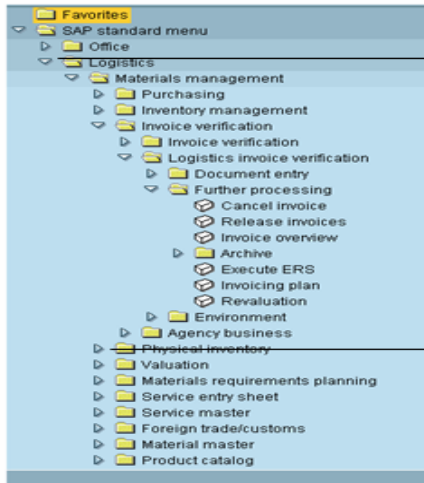 Favorites
SAP standard menu
Office
Logistics
Materials management
Purchasing
Inventory management
Invoice verification
Invoice verification
Logistics invoice verification
Document entry
Further processing
Cancel invoice
Release invoices
Invoice overview
Archive
Execute ERS
Invoicing plan
Revaluation
Environment
Agency business
Physical inventory
Valuation
Materials requirements planning
Service entry sheet
Service master
Foreign trade/customs
Material master
Product catalog